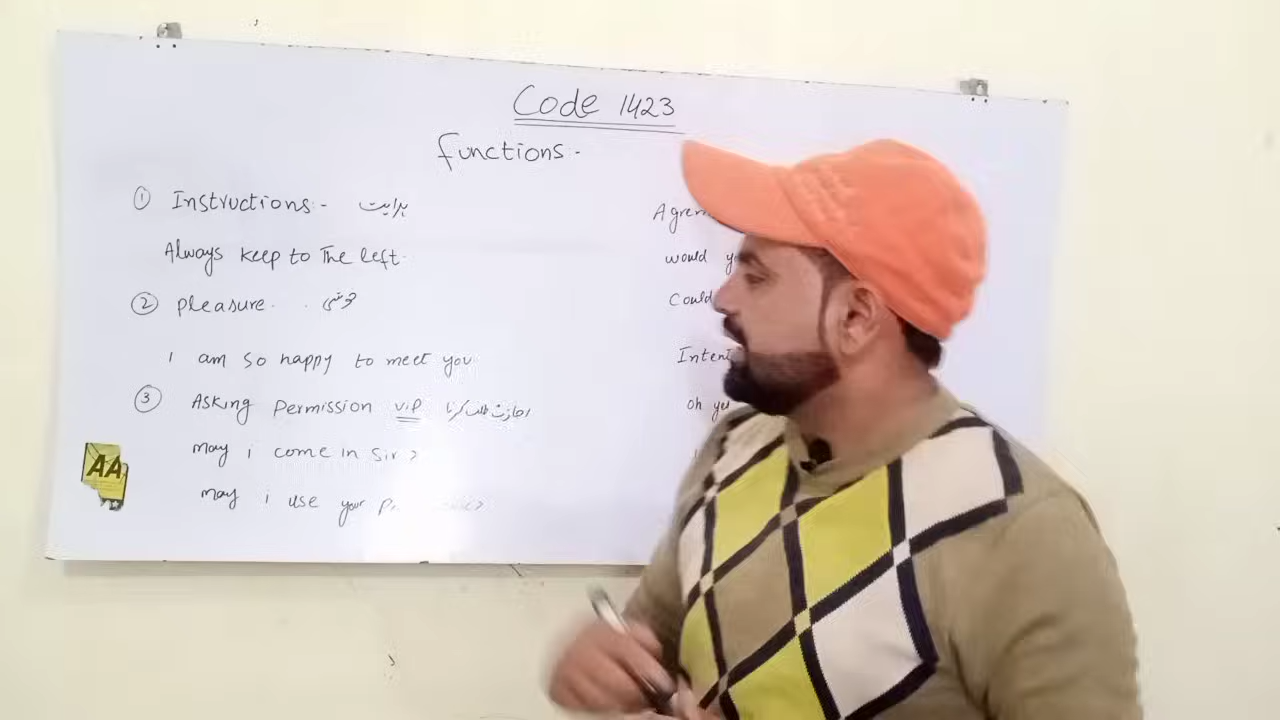 Code 1423
functions-
① Instructions:- ہدایت
Always keep to The left.
② pleasure. خوشی
I am so happy to meet you
③ Asking permission v.i.p اجازت طلب کرنا
may i come in sir?
may i use your
would
Could
oh yes
AA